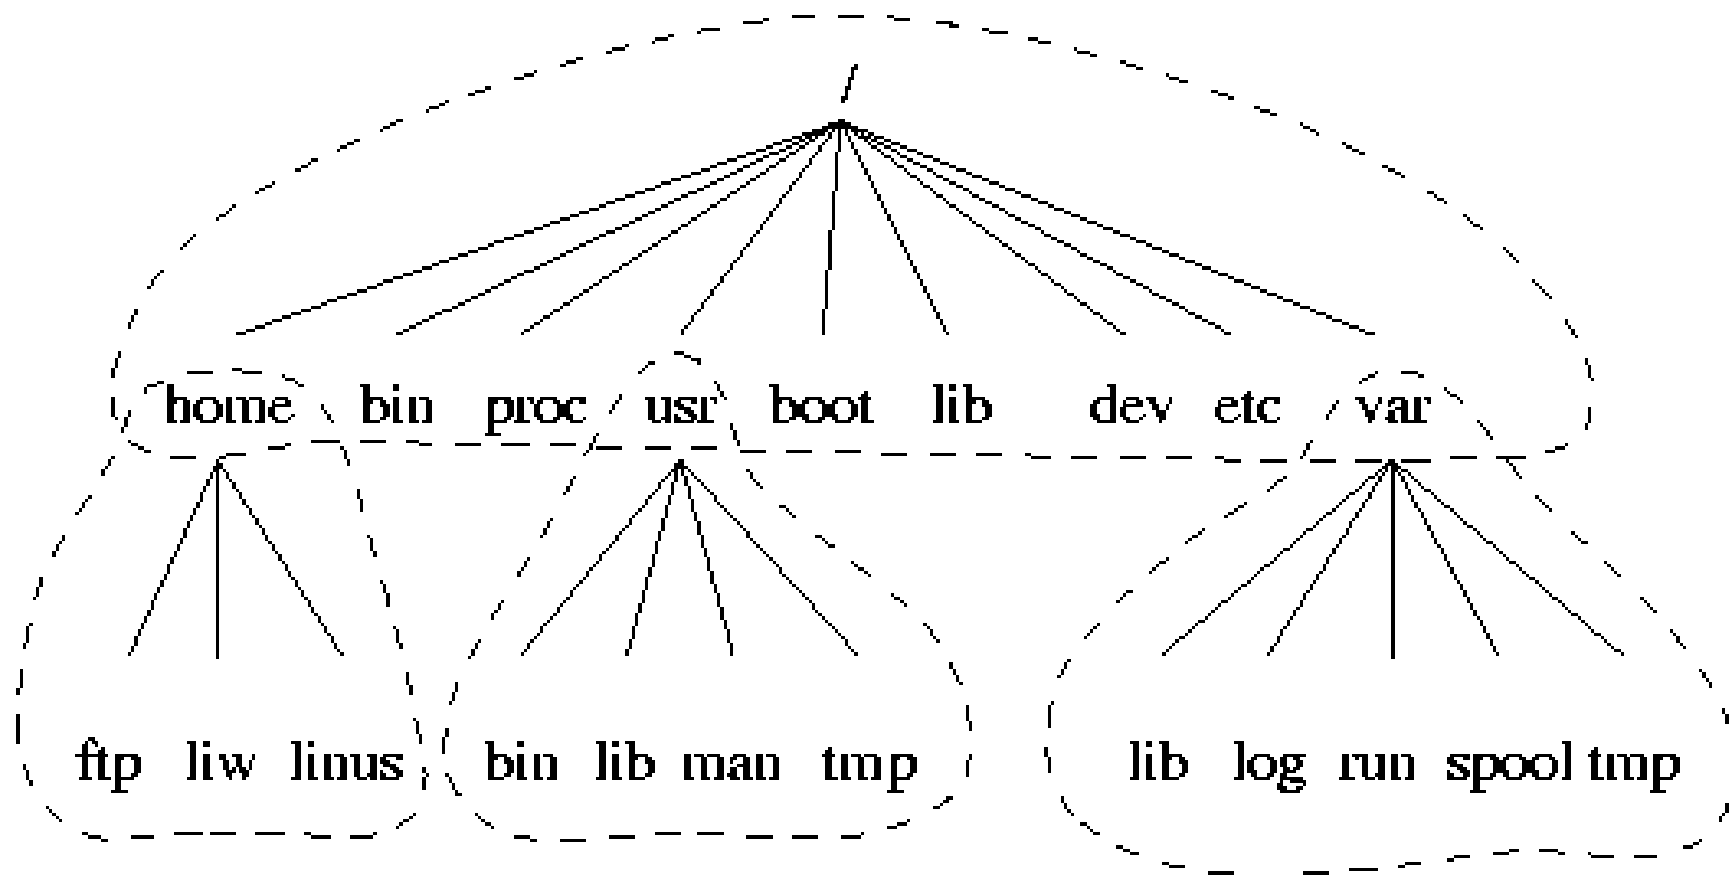 /
home bin proc usr boot lib dev etc var
ftp liw linus bin lib man tmp lib log run spool tmp